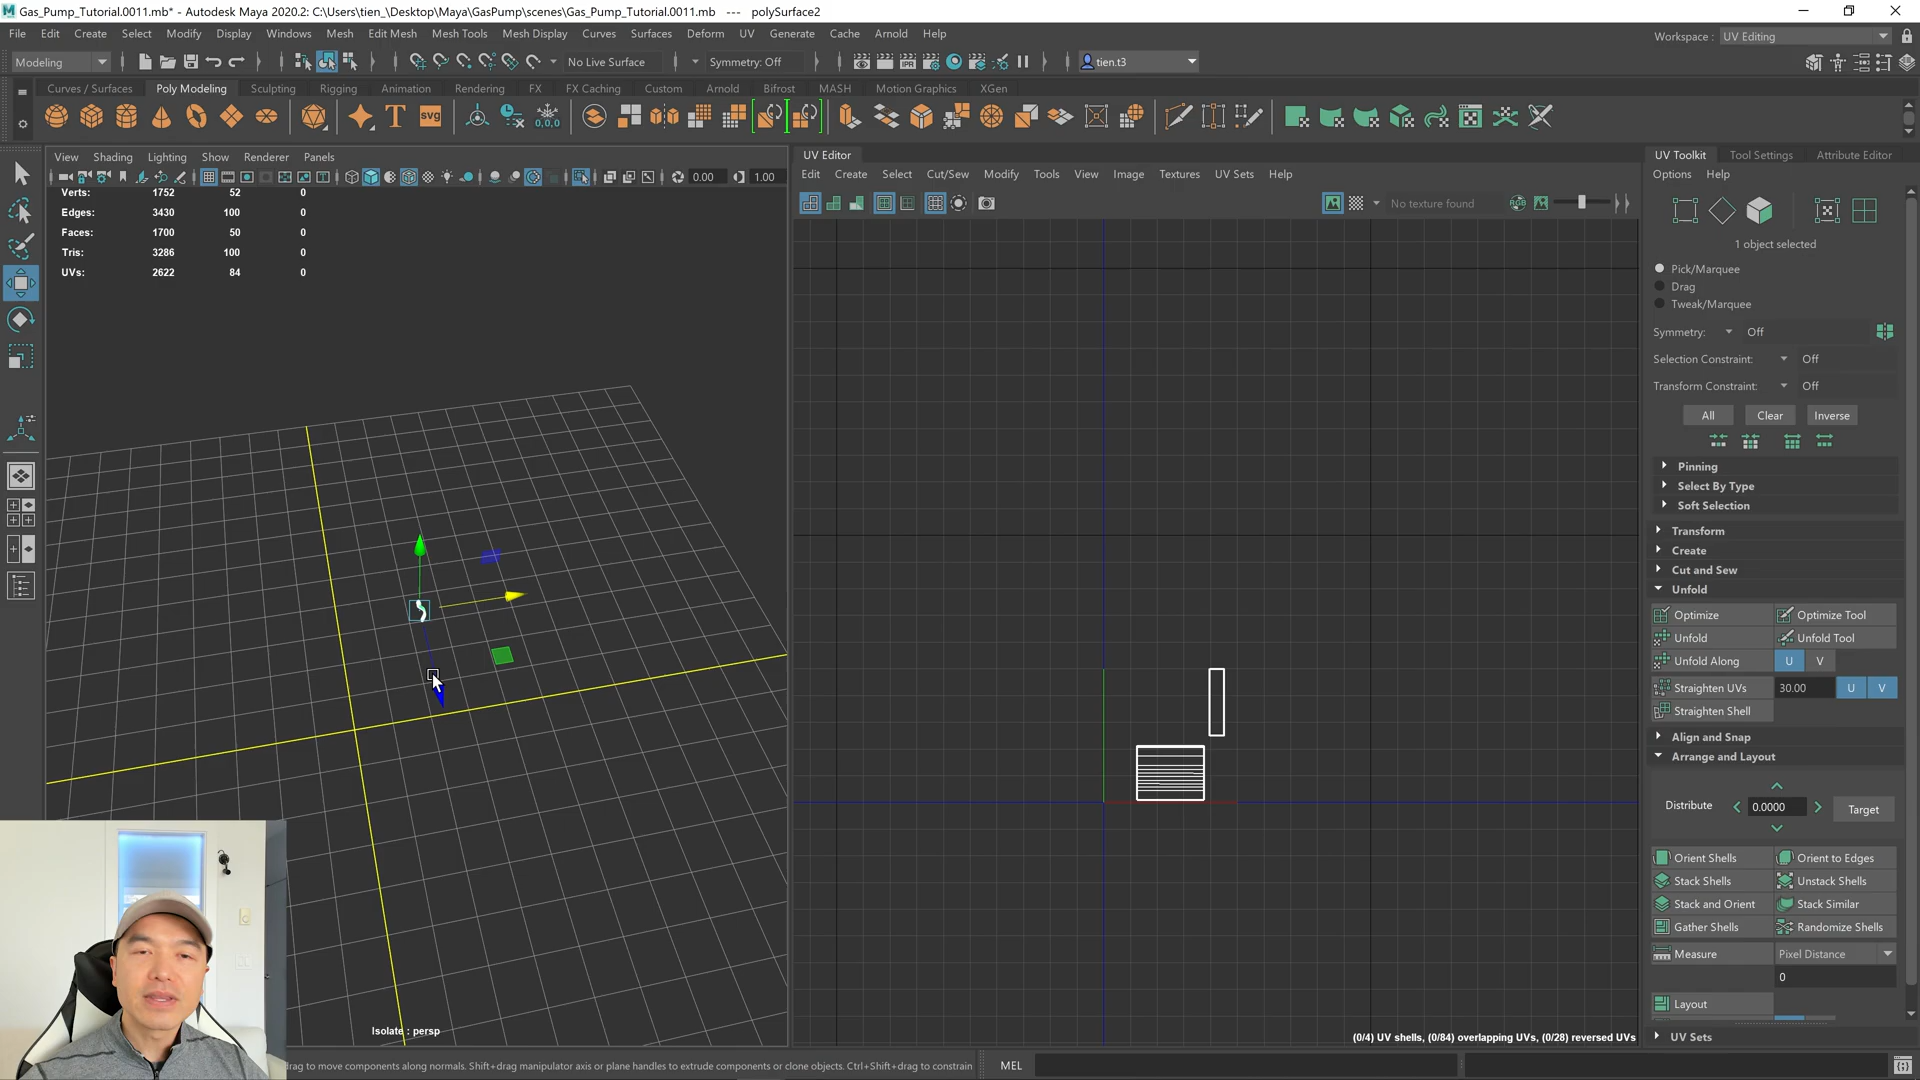 Gas_Pump_Tutorial.0011.mb* - Autodesk Maya 2020.2: C:\Users\tien_\Desktop\Maya\GasPump\scenes\Gas_Pump_Tutorial.0011.mb --- polySurface2
File Edit Create Select Modify Display Windows Mesh Edit Mesh Mesh Tools Mesh Display Curves Surfaces Deform UV Generate Cache Arnold Help
Workspace : UV Editing
Modeling No Live Surface Symmetry: Off tien.t3
Curves / Surfaces Poly Modeling Sculpting Rigging Animation Rendering FX FX Caching Custom Arnold Bifrost MASH Motion Graphics XGen
T svg 0,0,0
View Shading Lighting Show Renderer Panels
0.00 1.00
Verts: 1752 52 0
Edges: 3430 100 0
Faces: 1700 50 0
Tris: 3286 100 0
UVs: 2622 84 0
Isolate : persp
UV Editor
Edit Create Select Cut/Sew Modify Tools View Image Textures UV Sets Help
No texture found RGB
(0/4) UV shells, (0/84) overlapping UVs, (0/28) reversed UVs
UV Toolkit Tool Settings Attribute Editor
Options Help
1 object selected
Pick/Marquee
Drag
Tweak/Marquee
Symmetry: Off
Selection Constraint: Off
Transform Constraint: Off
All Clear Inverse
Pinning
Select By Type
Soft Selection
Transform
Create
Cut and Sew
Unfold
Optimize Optimize Tool
Unfold Unfold Tool
Unfold Along U V
Straighten UVs 30.00 U V
Straighten Shell
Align and Snap
Arrange and Layout
Distribute 0.0000 Target
Orient Shells Orient to Edges
Stack Shells Unstack Shells
Stack and Orient Stack Similar
Gather Shells Randomize Shells
Measure Pixel Distance
0
Layout
UV Sets
drag to move components along normals. Shift+drag manipulator axis or plane handles to extrude components or clone objects. Ctrl+Shift+drag to constrain
MEL